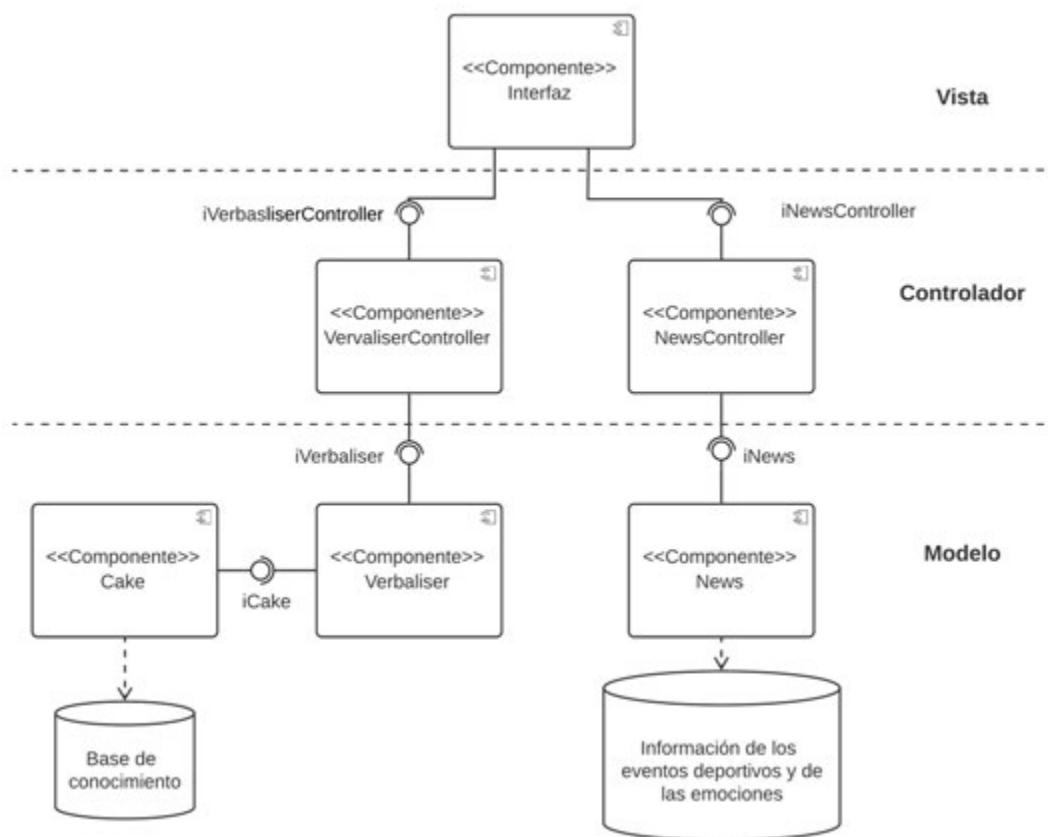 <<Componente>>
Interfaz
Vista
iVerbasliserController
iNewsController
<<Componente>>
VervaliserController
<<Componente>>
NewsController
Controlador
iVerbaliser
iNews
<<Componente>>
Cake
iCake
<<Componente>>
Verbaliser
<<Componente>>
News
Modelo
Base de
conocimiento
Información de los
eventos deportivos y de
las emociones